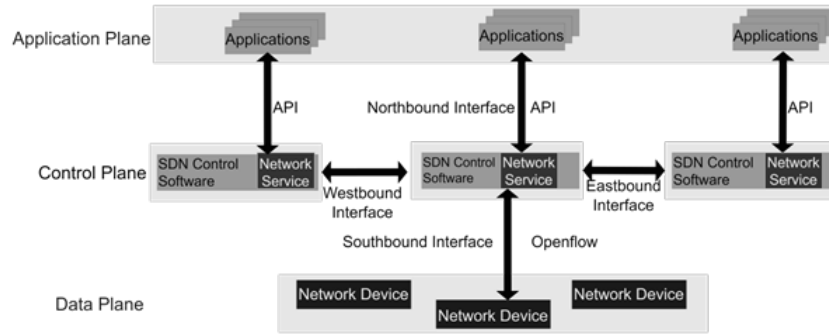 Application Plane
Applications
Applications
Applications
API
Northbound Interface
API
API
Control Plane
SDN Control
Software
Network
Service
SDN Control
Software
Network
Service
SDN Control
Software
Network
Service
Westbound
Interface
Eastbound
Interface
Southbound Interface
Openflow
Data Plane
Network Device
Network Device
Network Device